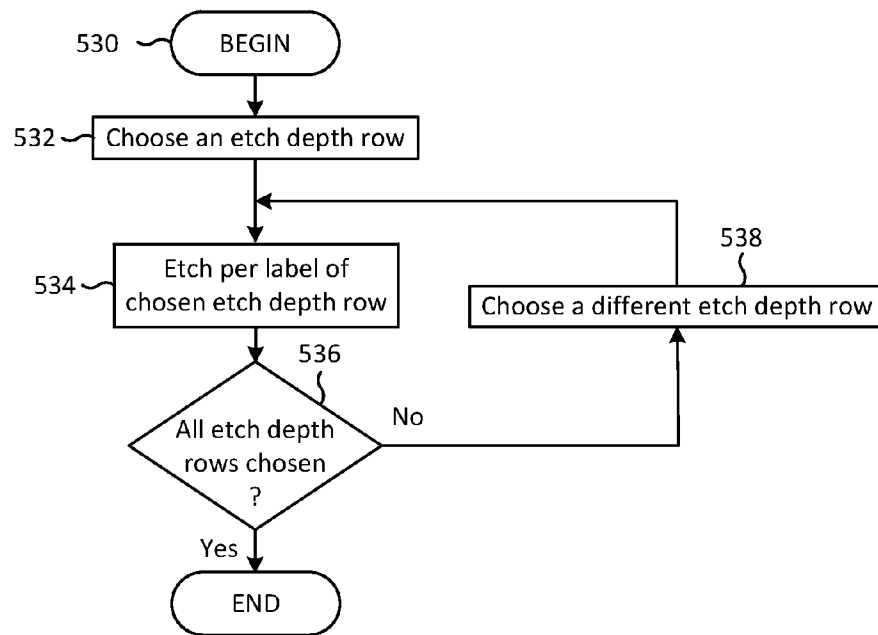 530
BEGIN
532
Choose an etch depth row
534
Etch per label of
chosen etch depth row
538
Choose a different etch depth row
536
All etch depth
rows chosen
?
No
Yes
END